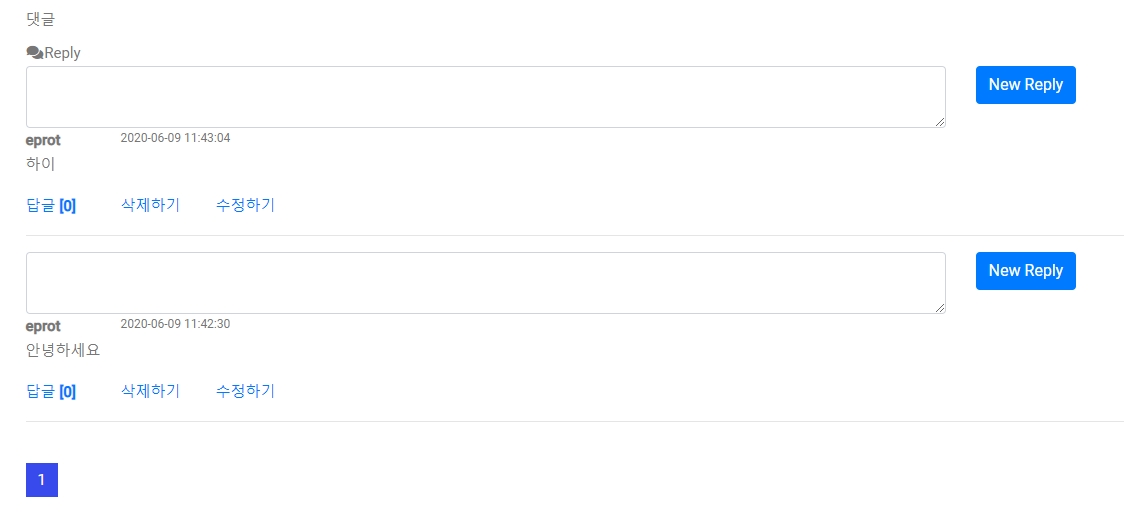 댓글
Reply
New Reply
eprot 2020-06-09 11:43:04
하이
답글 [0] 삭제하기 수정하기
New Reply
eprot 2020-06-09 11:42:30
안녕하세요
답글 [0] 삭제하기 수정하기
1